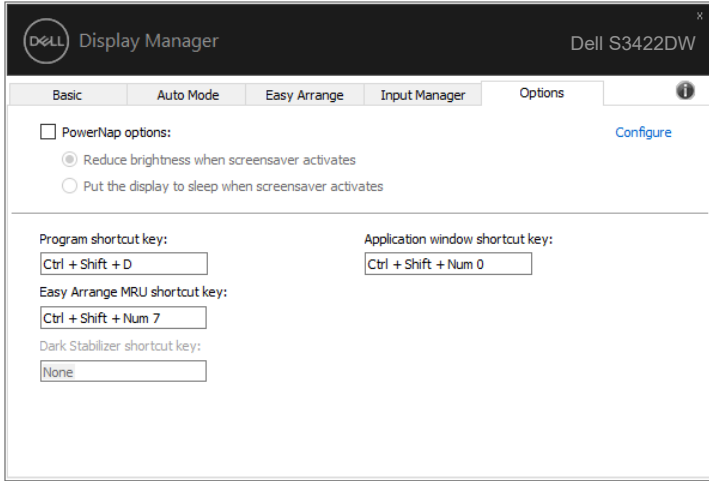 x
DELL Display Manager
Dell S3422DW
Basic Auto Mode Easy Arrange Input Manager Options i
PowerNap options: Configure
Reduce brightness when screensaver activates
Put the display to sleep when screensaver activates
Program shortcut key: Application window shortcut key:
Ctrl + Shift + D Ctrl + Shift + Num 0
Easy Arrange MRU shortcut key:
Ctrl + Shift + Num 7
Dark Stabilizer shortcut key:
None